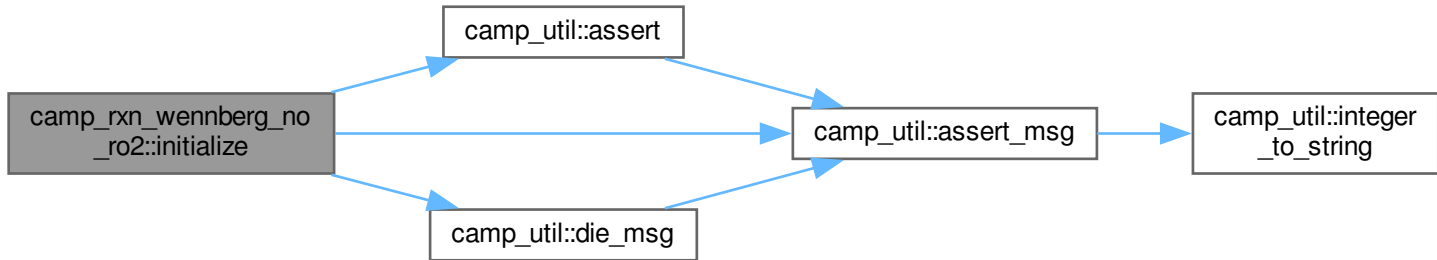 camp_util::assert
camp_rxn_wennberg_no
_ro2::initialize
camp_util::assert_msg
camp_util::integer
_to_string
camp_util::die_msg